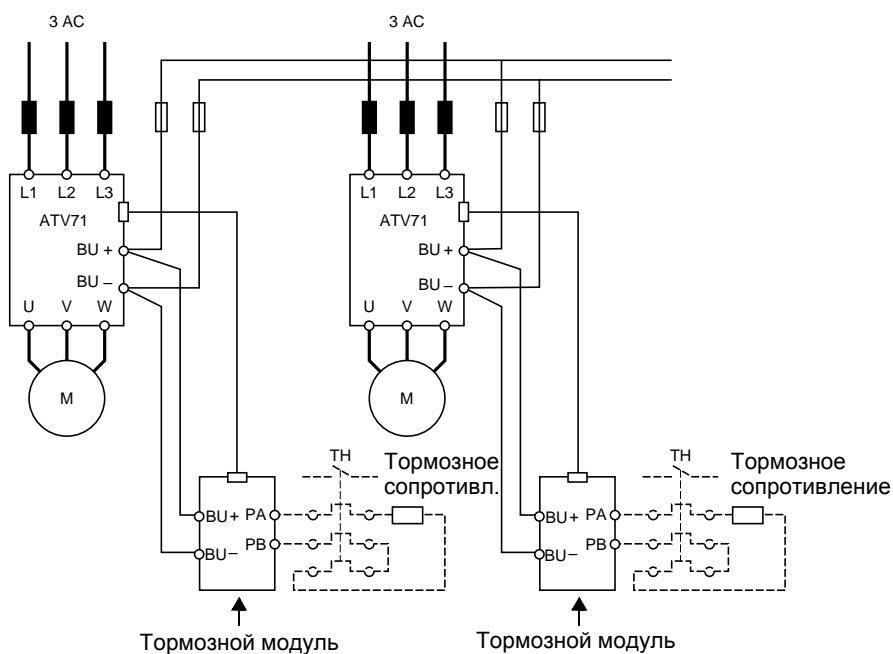 3 AC 3 AC
L1 L2 L3 L1 L2 L3
ATV71 ATV71
BU + BU +
BU – BU –
U V W U V W
M M
TH Тормозное TH Тормозное
сопротивл. сопротивление
BU+ PA BU+ PA
PB PB
BU– BU–
Тормозной модуль Тормозной модуль